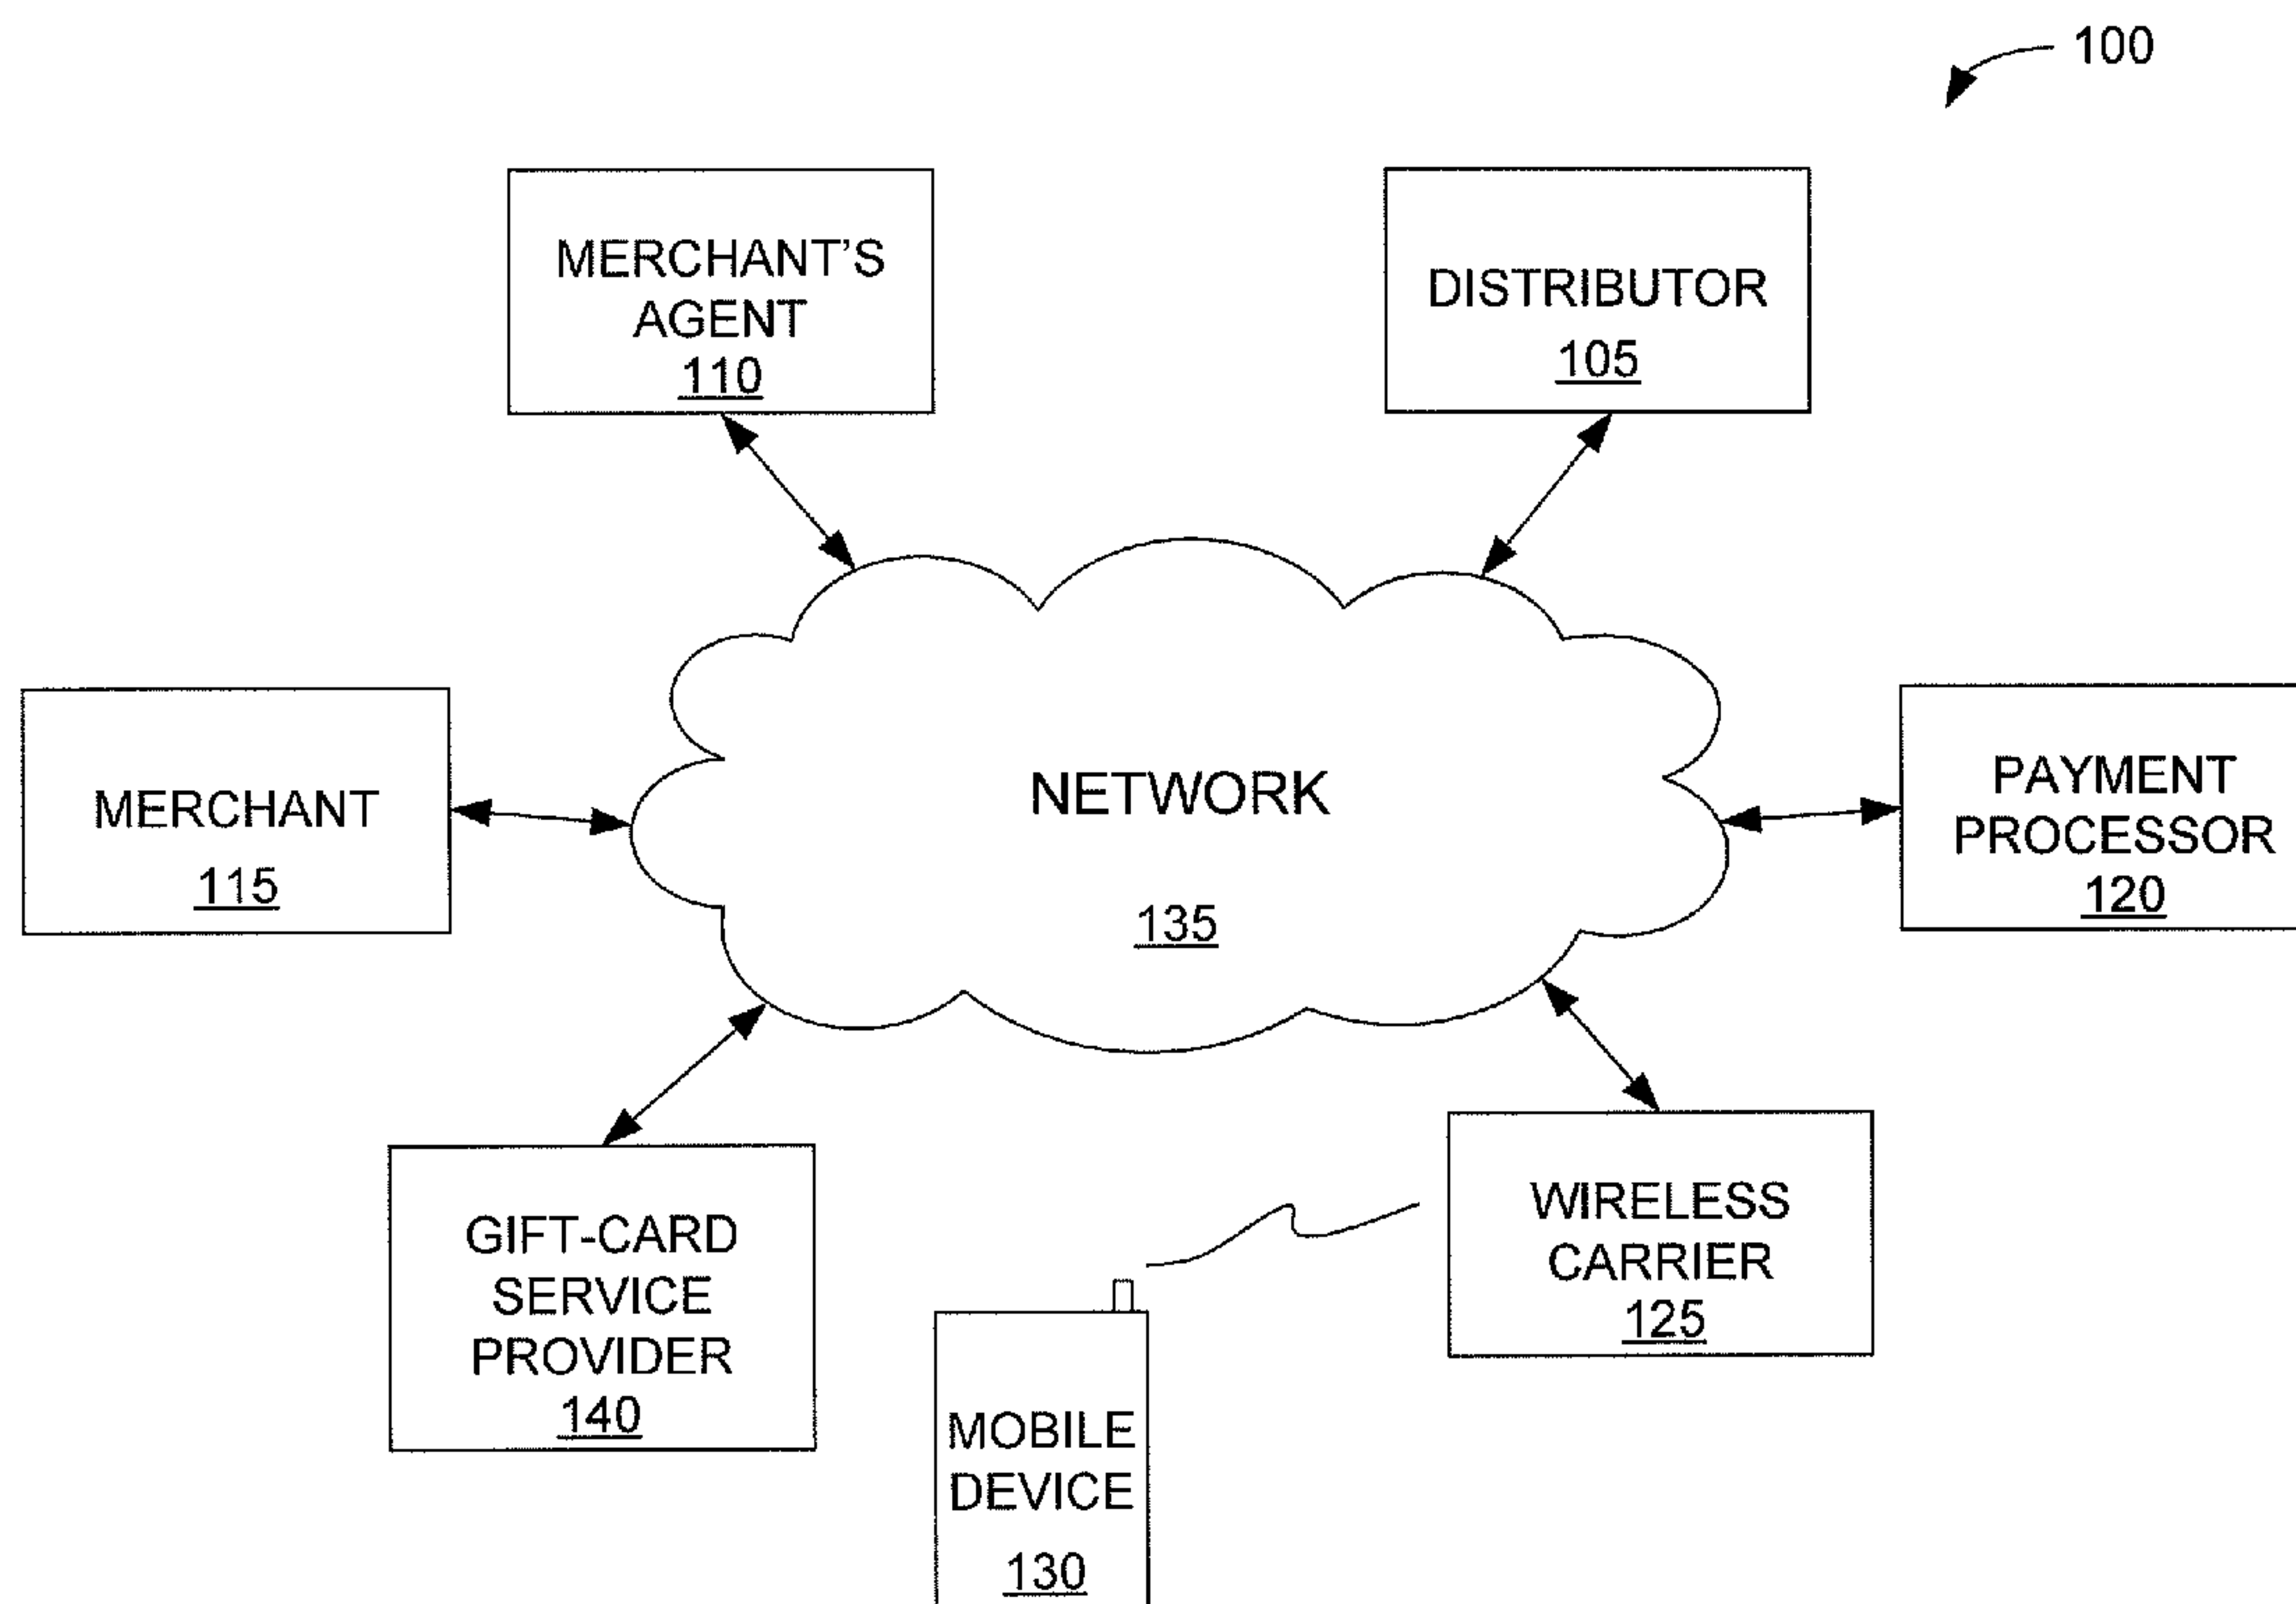 100
MERCHANT'S
AGENT
110
DISTRIBUTOR
105
MERCHANT
115
NETWORK
135
PAYMENT
PROCESSOR
120
GIFT-CARD
SERVICE
PROVIDER
140
WIRELESS
CARRIER
125
MOBILE
DEVICE
130